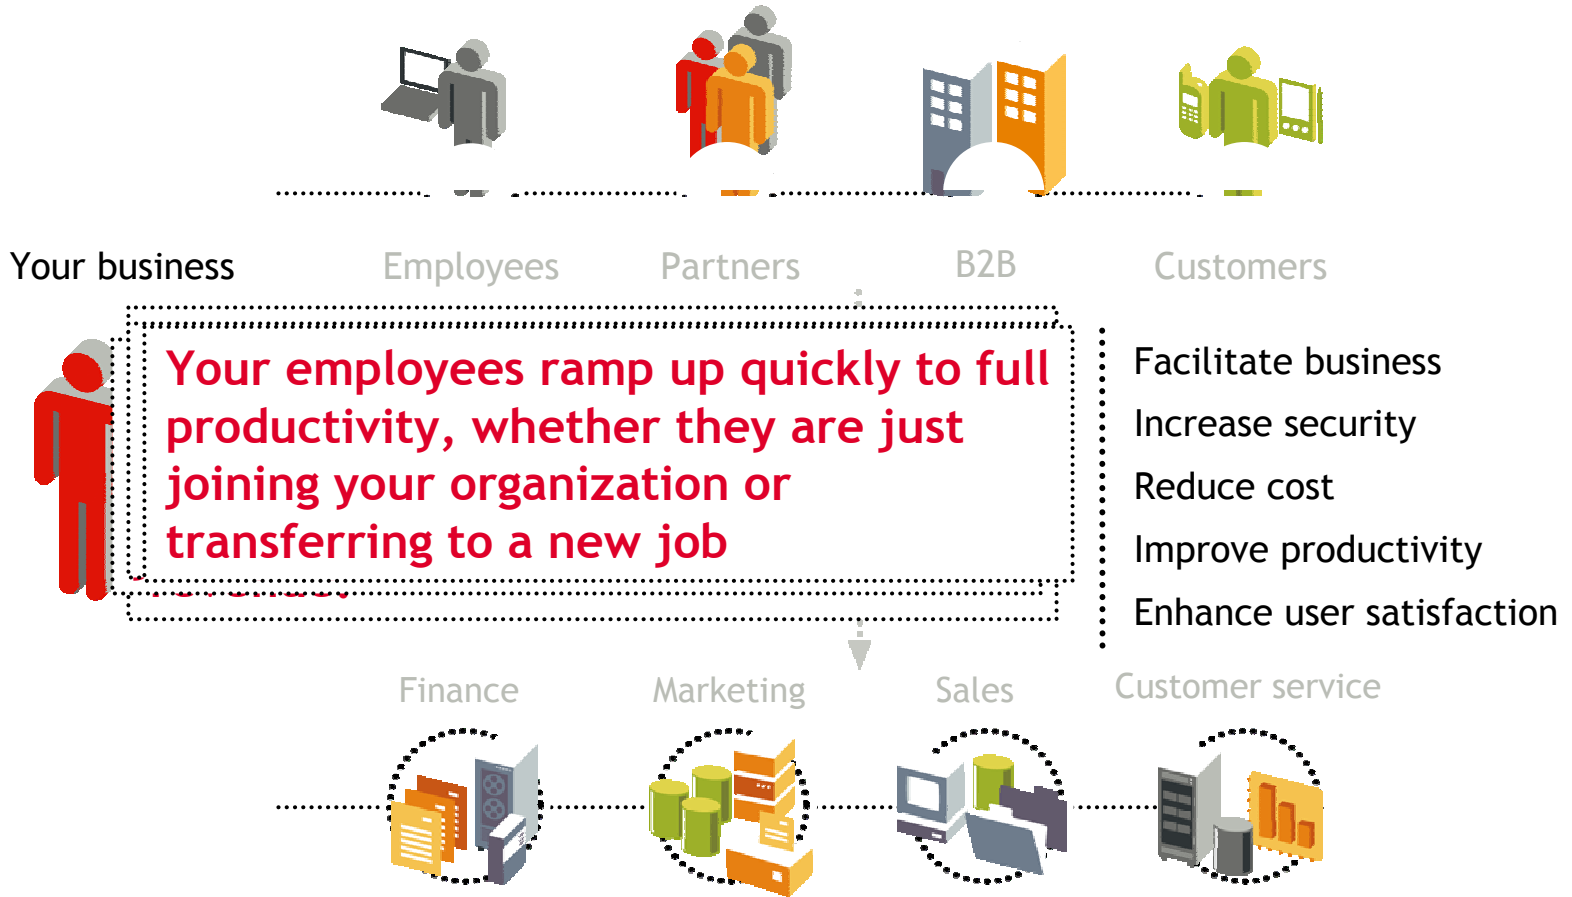 Your business
Employees
Partners
B2B
Customers
Your employees ramp up quickly to full
productivity, whether they are just
joining your organization or
transferring to a new job
Facilitate business
Increase security
Reduce cost
Improve productivity
Enhance user satisfaction
Finance
Marketing
Sales
Customer service